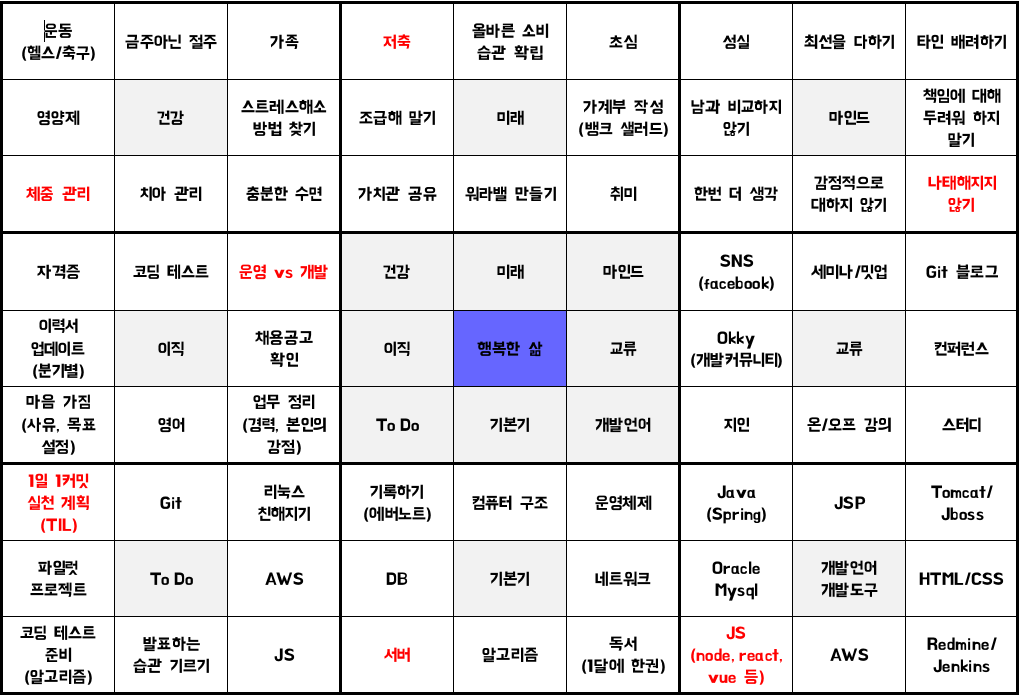 운동
(헬스/축구)
금주아닌 절주
가족
저축
올바른 소비
습관 확립
초심
성실
최선을 다하기
타인 배려하기
영양제
건강
스트레스해소
방법 찾기
조급해 말기
미래
가계부 작성
(뱅크 샐러드)
남과 비교하지
않기
마인드
책임에 대해
두려워 하지
말기
체중 관리
치아 관리
충분한 수면
가치관 공유
워라밸 만들기
취미
한번 더 생각
감정적으로
대하지 않기
나태해지지
않기
자격증
코딩 테스트
운영 vs 개발
건강
미래
마인드
SNS
(facebook)
세미나/밋업
Git 블로그
이력서
업데이트
(분기별)
이직
채용공고
확인
이직
행복한 삶
교류
Okky
(개발커뮤니티)
교류
컨퍼런스
마음 가짐
(사유, 목표
설정)
영어
업무 정리
(경력, 본인의
강점)
To Do
기본기
개발언어
지인
온/오프 강의
스터디
1일 1커밋
실천 계획
(TIL)
Git
리눅스
친해지기
기록하기
(에버노트)
컴퓨터 구조
운영체제
Java
(Spring)
JSP
Tomcat/
Jboss
파일럿
프로젝트
To Do
AWS
DB
기본기
네트워크
Oracle
Mysql
개발언어
개발도구
HTML/CSS
코딩 테스트
준비
(알고리즘)
발표하는
습관 기르기
JS
서버
알고리즘
독서
(1달에 한권)
JS
(node, react,
vue 등)
AWS
Redmine/
Jenkins